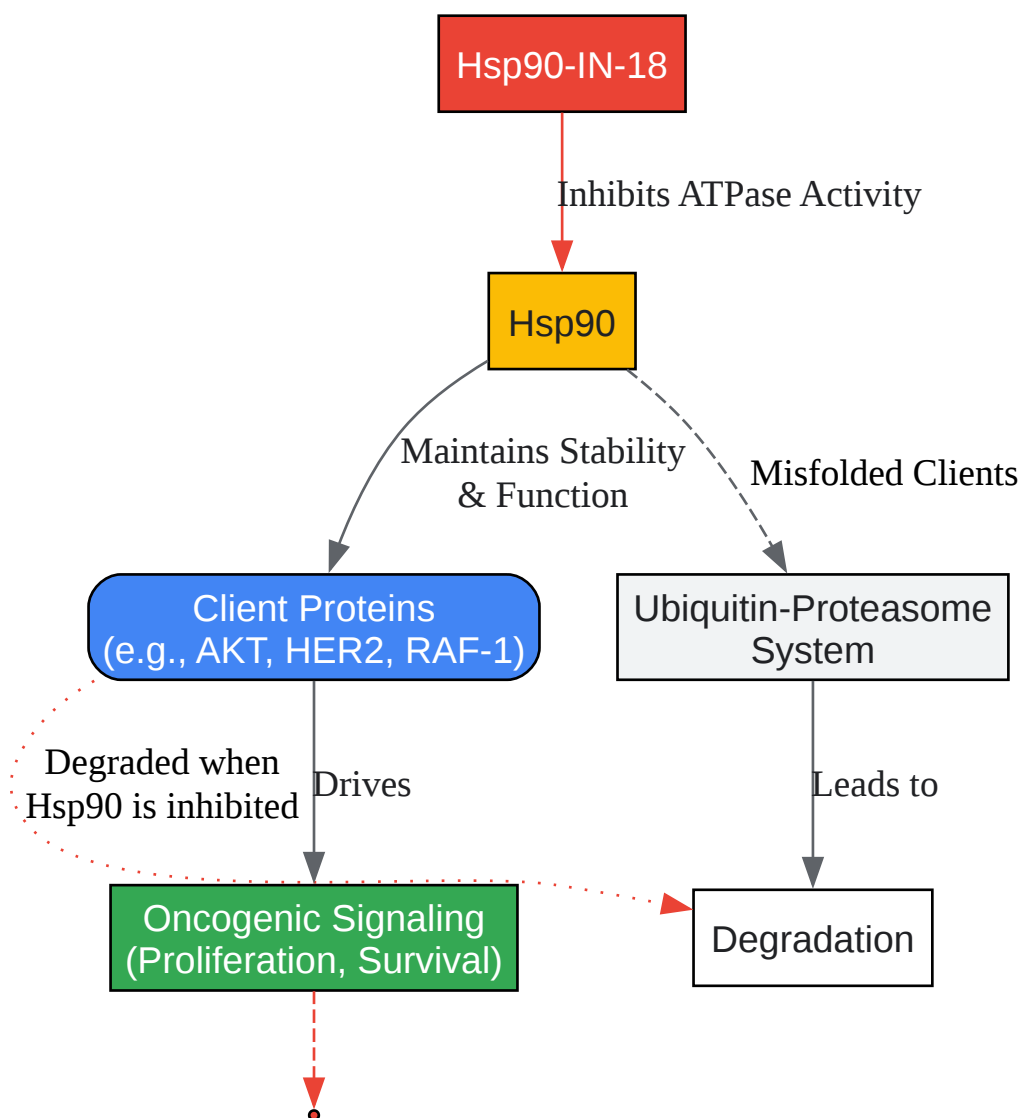 Hsp90-IN-18
Inhibits ATPase Activity
Hsp90
Maintains Stability
& Function
Misfolded Clients
Client Proteins
(e.g., AKT, HER2, RAF-1)
Ubiquitin-Proteasome
System
Degraded when
Hsp90 is inhibited
Drives
Leads to
Oncogenic Signaling
(Proliferation, Survival)
Degradation